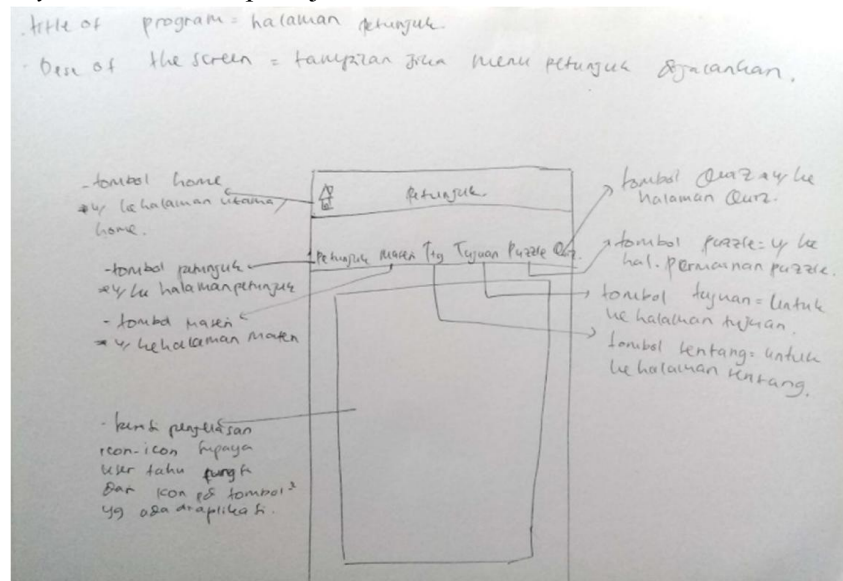 title of program = halaman petunjuk.
Desc of the screen = tampilan jika menu petunjuk dijalankan.
- tombol home
= u/ ke halaman utama/
home.
- tombol petunjuk
= u/ ke halaman petunjuk
- tombol materi
= u/ ke halaman materi
- berisi penjelasan
icon-icon supaya
user tahu fungsi
dari icon pd tombol²
yg ada di aplikasi.
Petunjuk
Petunjuk Materi Ttg Tujuan Puzzle Quiz.
tombol Quiz = u/ ke
halaman Quiz.
tombol puzzle = u/ ke
hal. permainan puzzle.
tombol tujuan = untuk
ke halaman tujuan.
tombol tentang = untuk
ke halaman tentang.